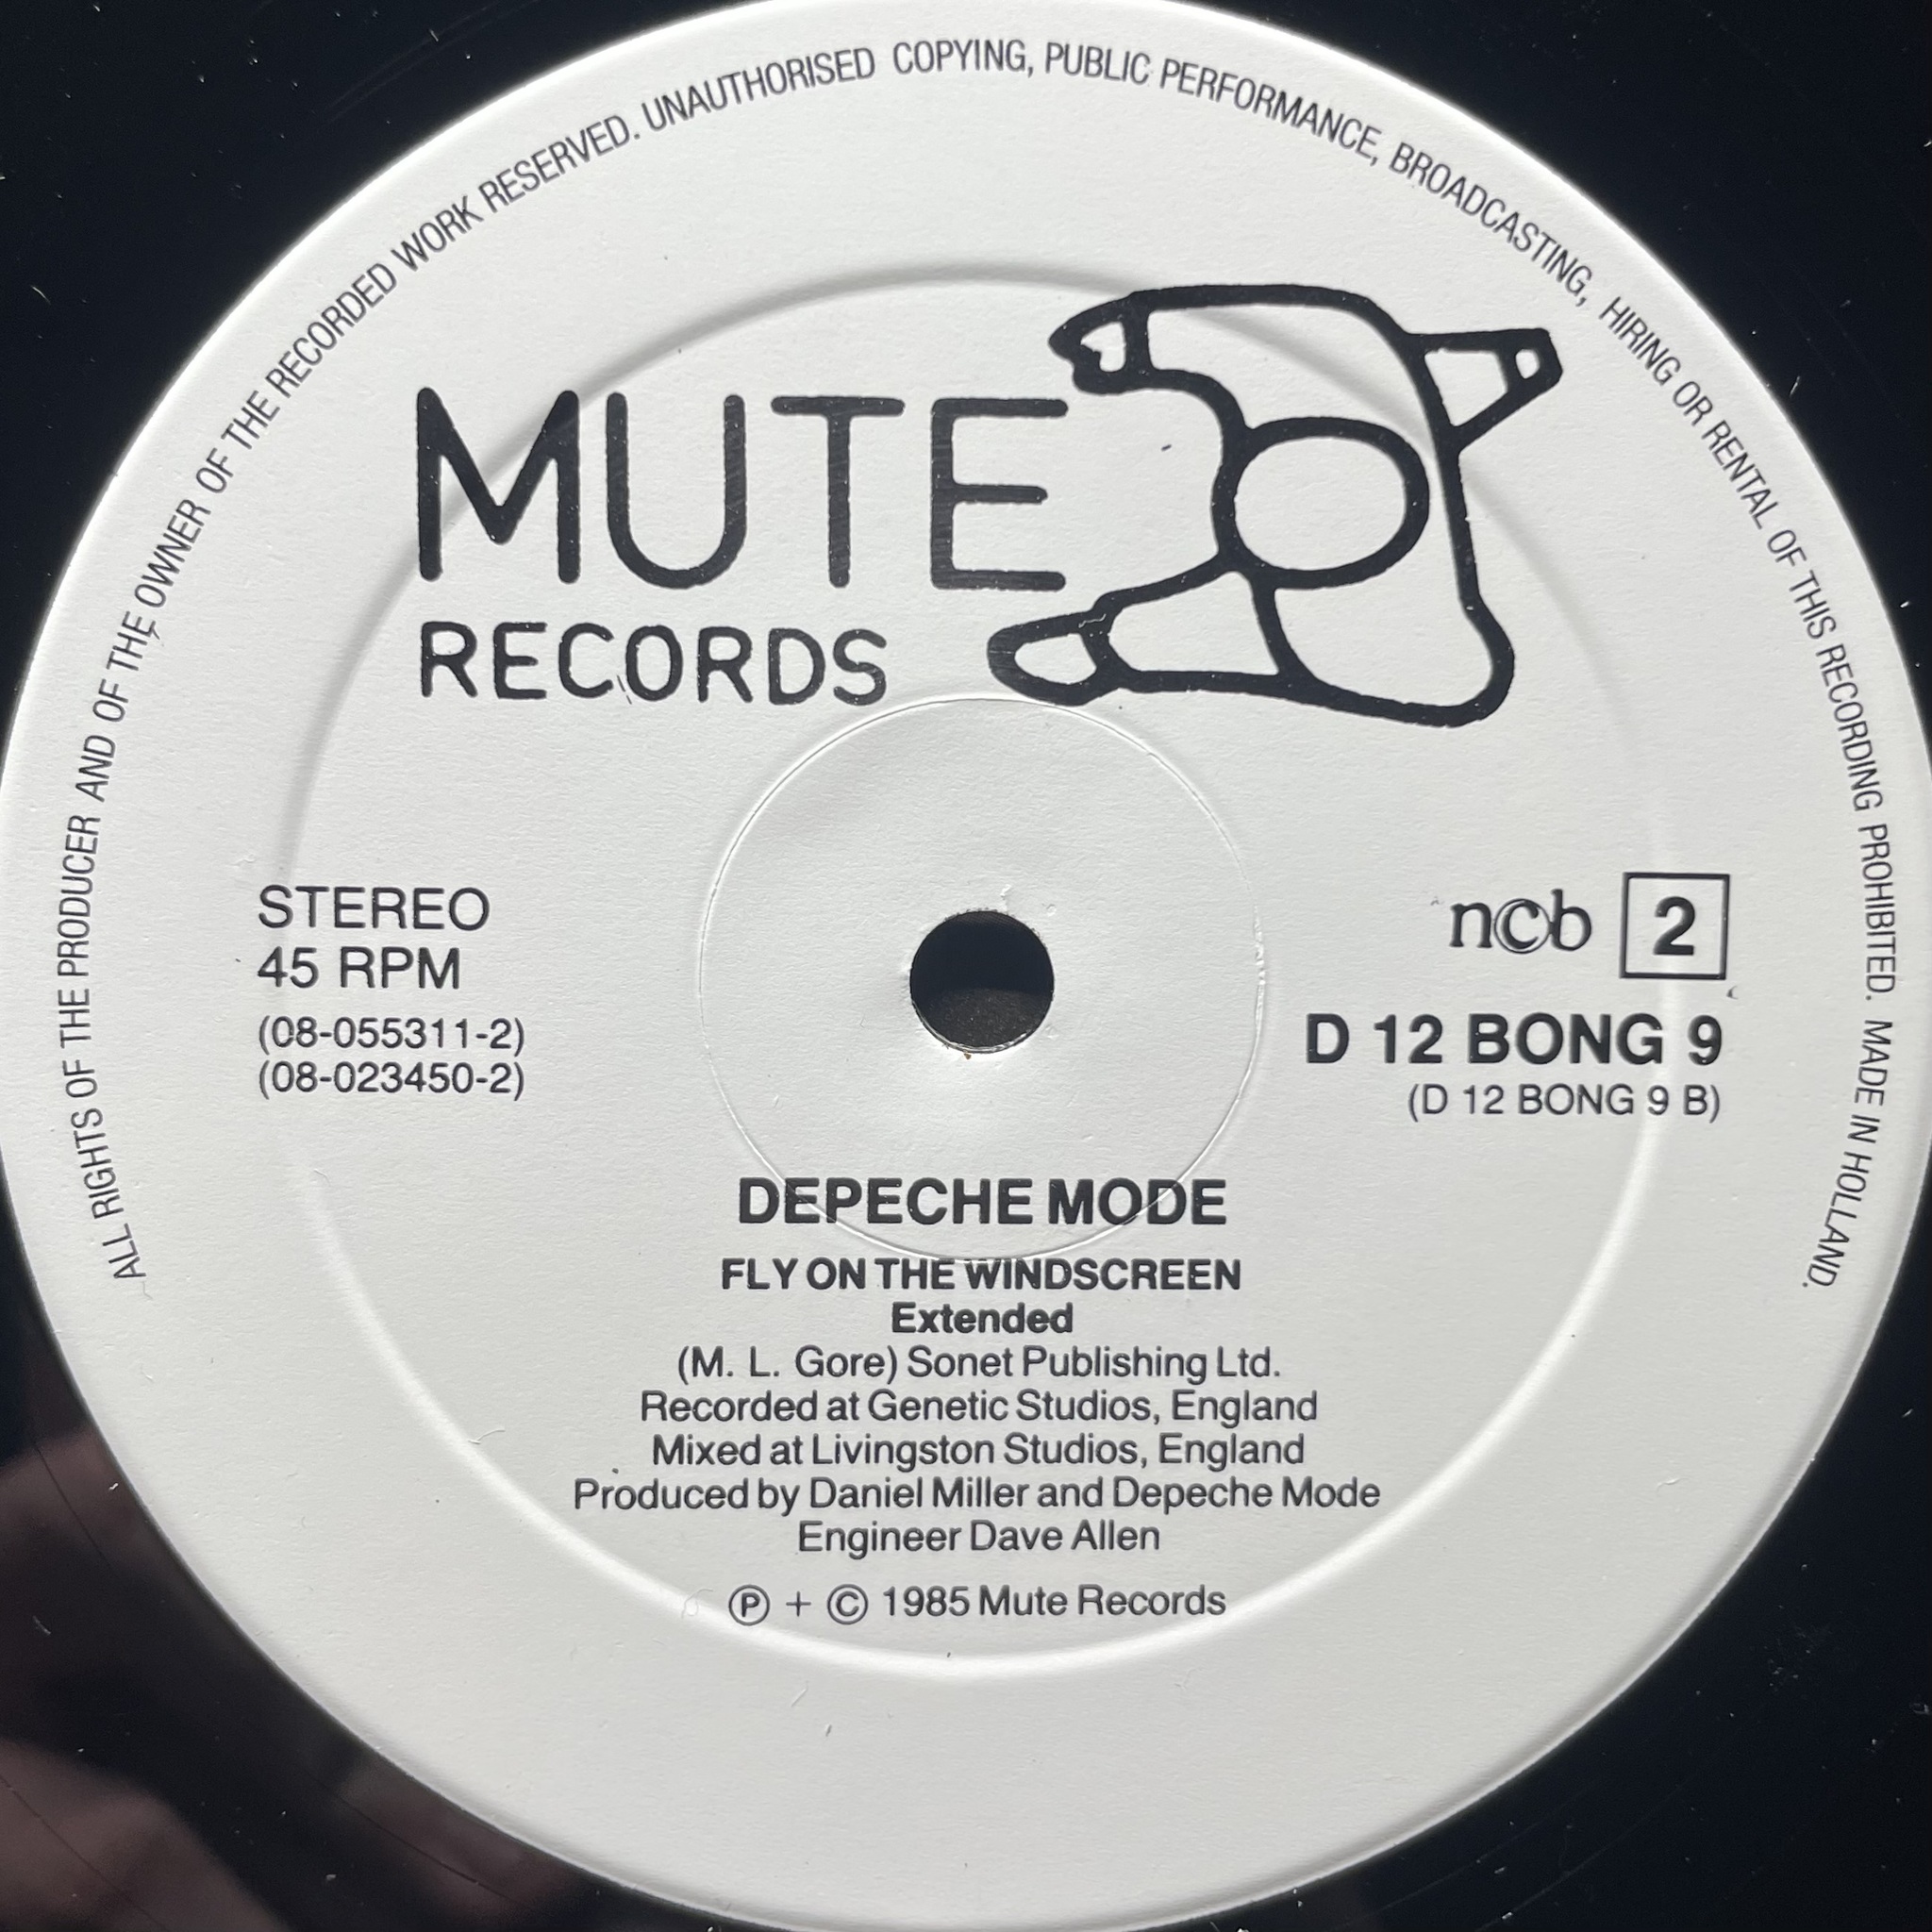 ALL RIGHTS OF THE PRODUCER AND OF THE OWNER OF THE RECORDED WORK RESERVED. UNAUTHORISED COPYING, PUBLIC PERFORMANCE, BROADCASTING, HIRING OR RENTAL OF THIS RECORDING PROHIBITED. MADE IN HOLLAND.
MUTE
RECORDS
STEREO
45 RPM
(08-055311-2)
(08-023450-2)
ncb 2
D 12 BONG 9
(D 12 BONG 9 B)
DEPECHE MODE
FLY ON THE WINDSCREEN
Extended
(M. L. Gore) Sonet Publishing Ltd.
Recorded at Genetic Studios, England
Mixed at Livingston Studios, England
Produced by Daniel Miller and Depeche Mode
Engineer Dave Allen
Ⓟ + © 1985 Mute Records